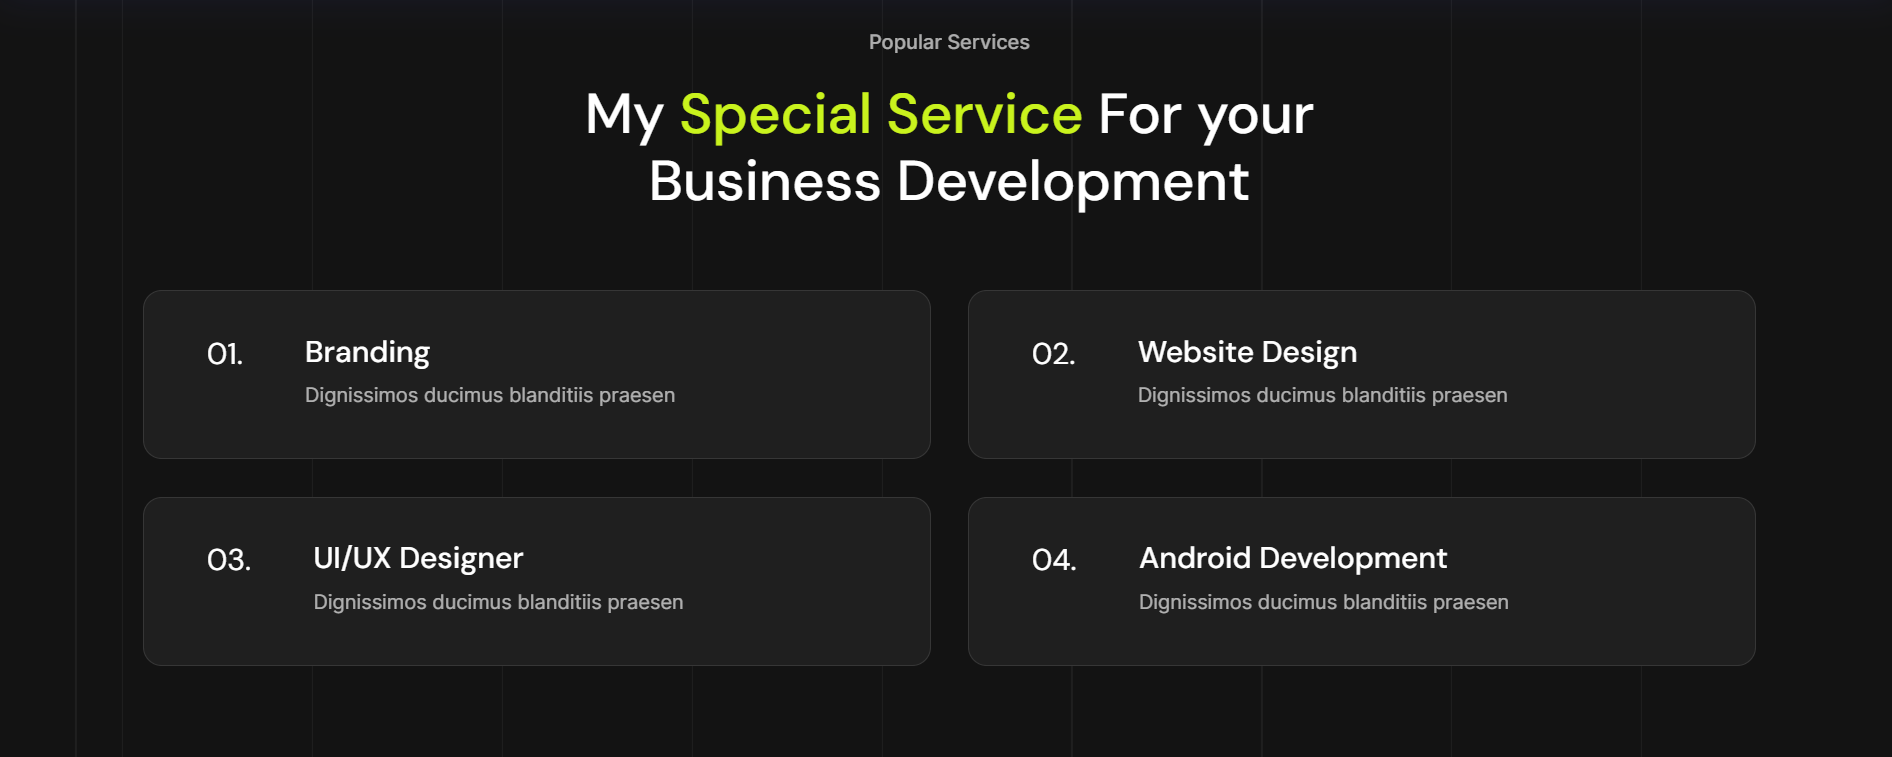 Popular Services
My Special Service For your
Business Development
01.
Branding
Dignissimos ducimus blanditiis praesen
02.
Website Design
Dignissimos ducimus blanditiis praesen
03.
UI/UX Designer
Dignissimos ducimus blanditiis praesen
04.
Android Development
Dignissimos ducimus blanditiis praesen